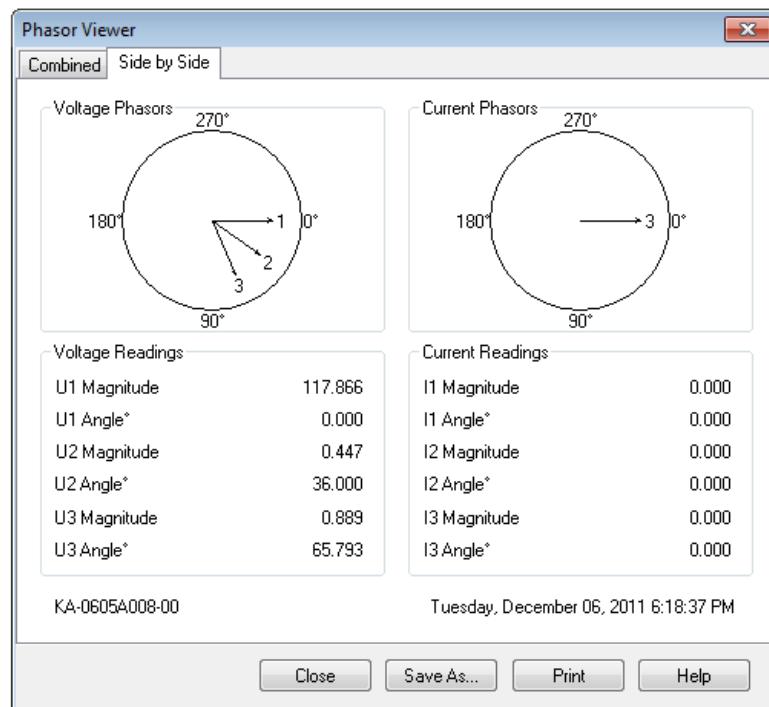 Phasor Viewer
Combined
Side by Side
Voltage Phasors
270°
180°
0°
90°
1
2
3
Current Phasors
270°
180°
0°
90°
3
Voltage Readings
U1 Magnitude 117.866
U1 Angle° 0.000
U2 Magnitude 0.447
U2 Angle° 36.000
U3 Magnitude 0.889
U3 Angle° 65.793
Current Readings
I1 Magnitude 0.000
I1 Angle° 0.000
I2 Magnitude 0.000
I2 Angle° 0.000
I3 Magnitude 0.000
I3 Angle° 0.000
KA-0605A008-00
Tuesday, December 06, 2011 6:18:37 PM
Close
Save As...
Print
Help